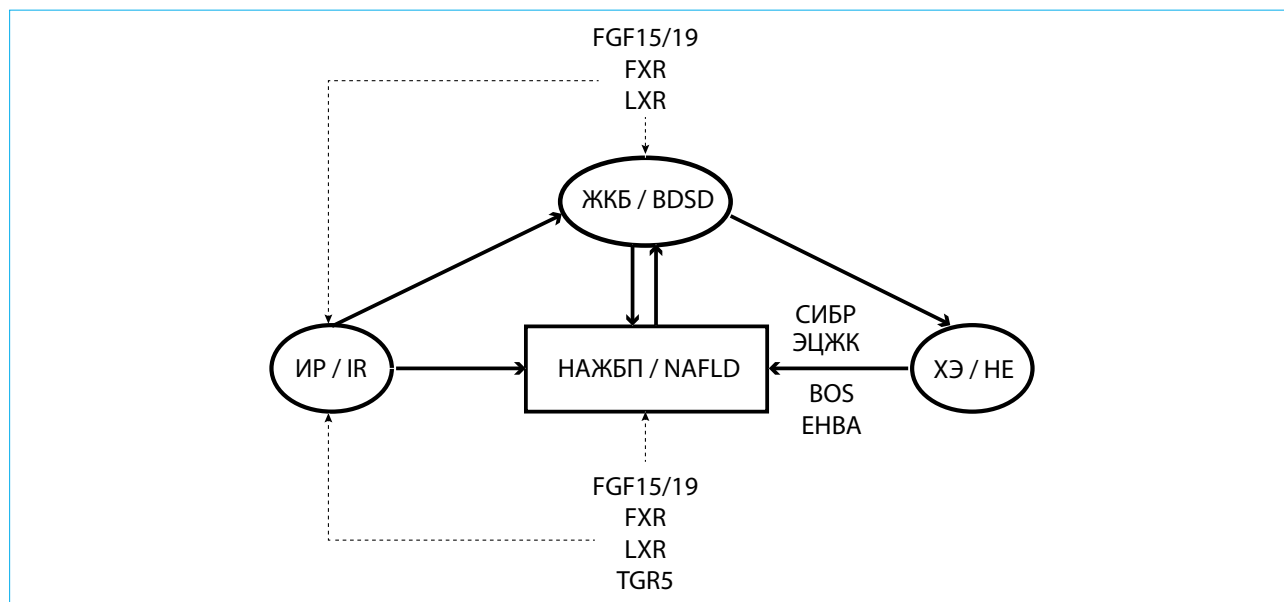 FGF15/19
FXR
LXR
ЖКБ / BDSD
СИБР
ЭЦЖК
ИР / IR
НАЖБП / NAFLD
ХЭ / HE
BOS
EHBA
FGF15/19
FXR
LXR
TGR5